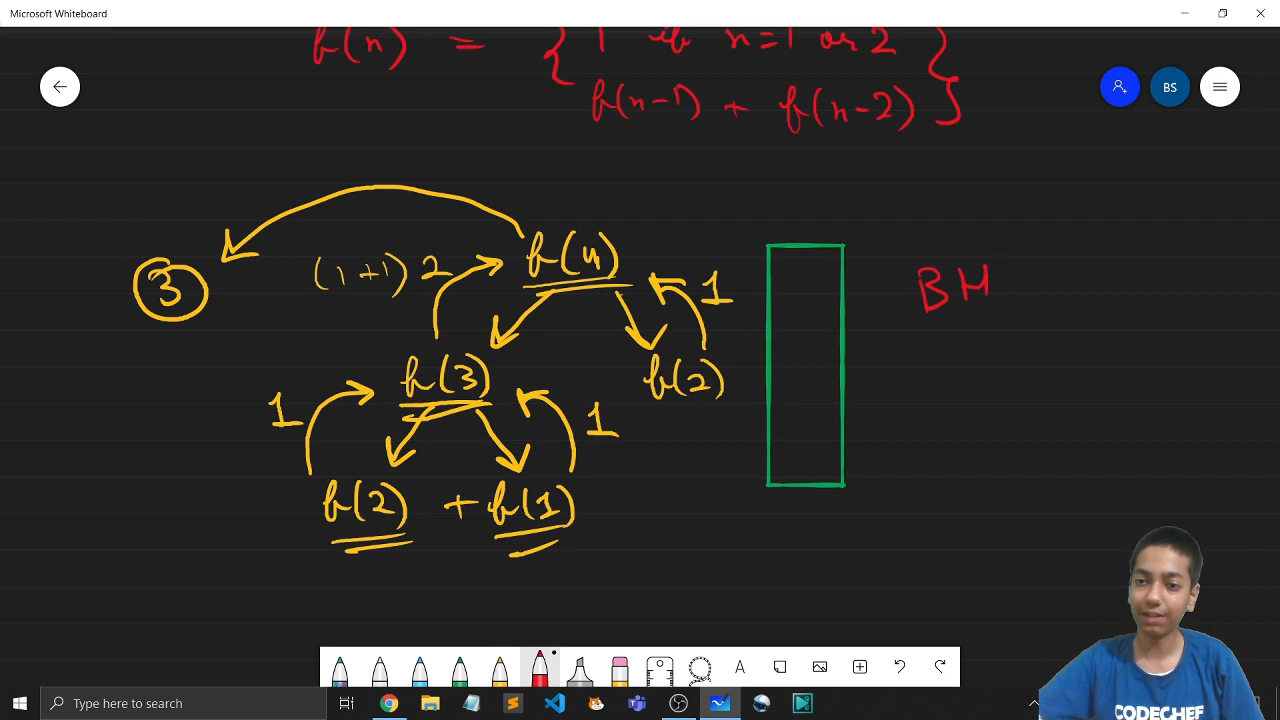 Microsoft Whiteboard
f(n) = { 1 if n=1 or 2 }
f(n-1) + f(n-2)
BS
3
(1+1) 2
f(4)
1
BM
f(3)
f(2)
1
1
f(2) + f(1)
A
Type here to search
CODECHEF